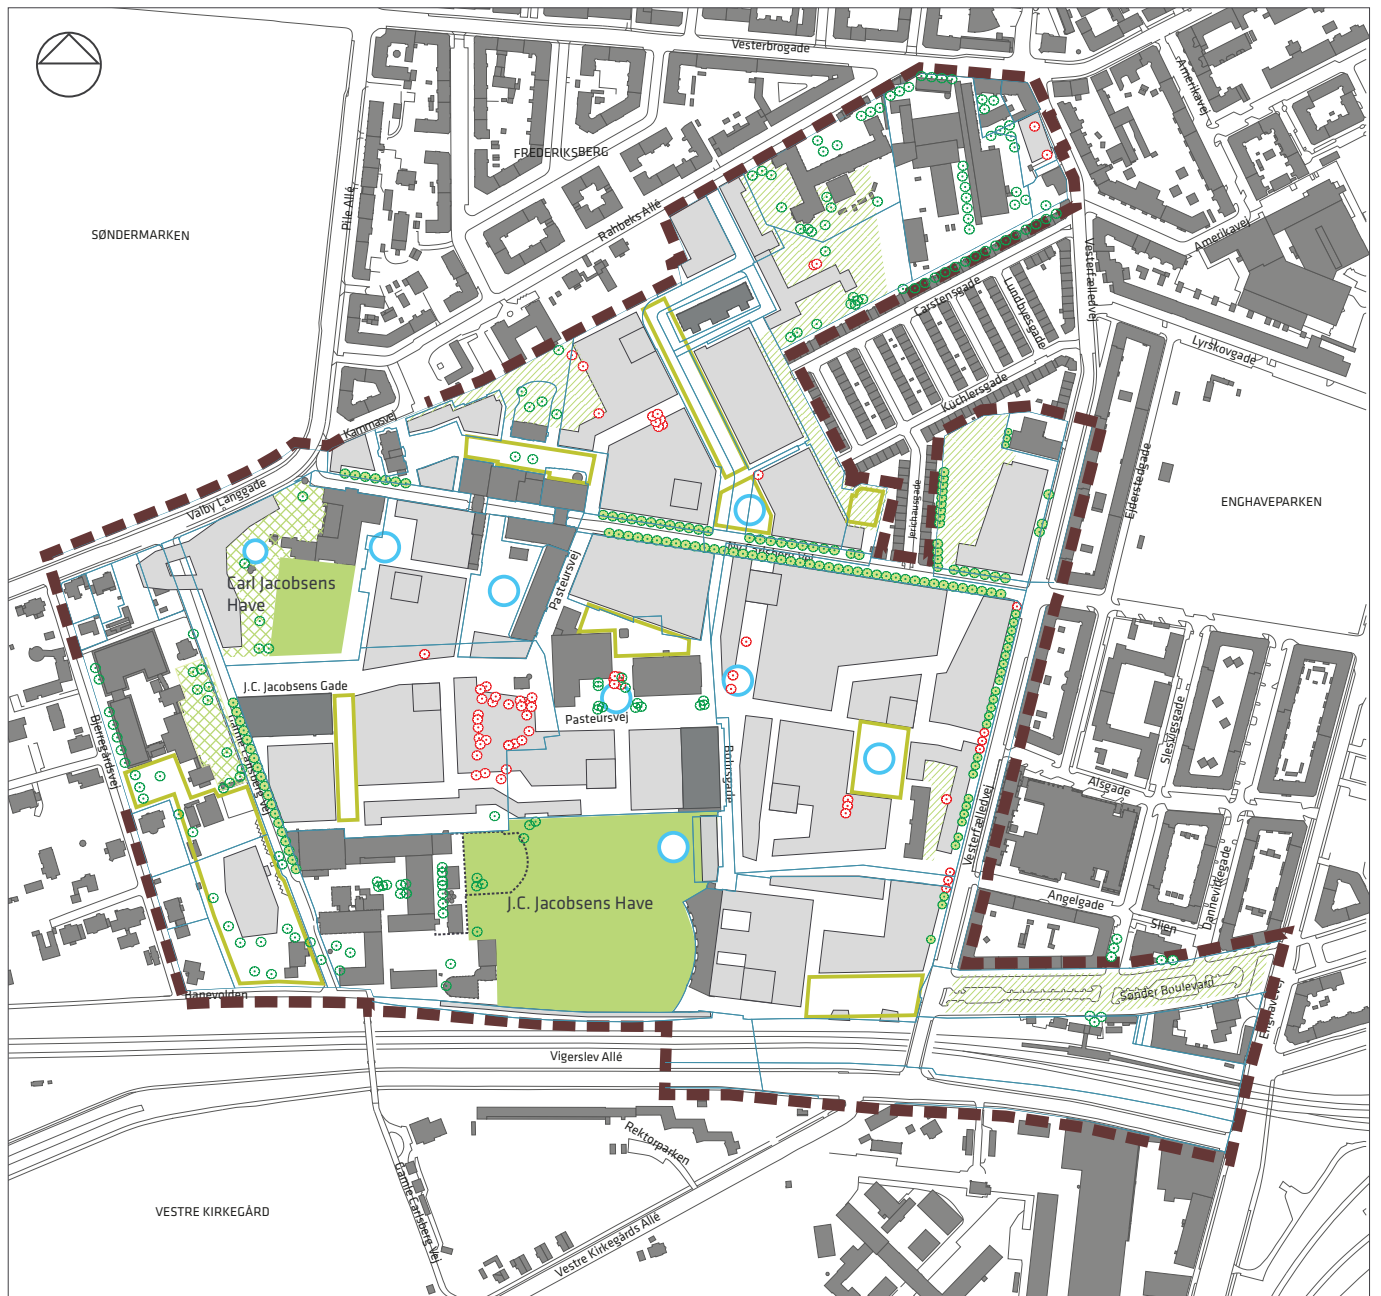 Vesterbrogade
Amerikavej
FREDERIKSBERG
Pile Allé
Rahbeks Allé
SØNDERMARKEN
Amerikavej
Vesterfælledvej
Carstensgade
Lundbyesgade
Lyrskovgade
Küchlersgade
Kammasvej
Ejderstedgade
Valby Langgade
Jerichausgade
ENGHAVEPARKEN
Ny Carlsberg Vej
Pasteursvej
Carl Jacobsens
Have
J.C. Jacobsens Gade
Pasteursvej
Bjerregårdsvej
Bohrsgade
Slesvigsgade
Alsgade
Vesterfælledvej
Dannevirkegade
Angelgade
Slien
J.C. Jacobsens Have
Sønder Boulevard
Banevolden
Enghavevej
Vigerslev Allé
Rektorparken
Gamle Carlsberg Vej
VESTRE KIRKEGÅRD
Vestre Kirkegårds Allé